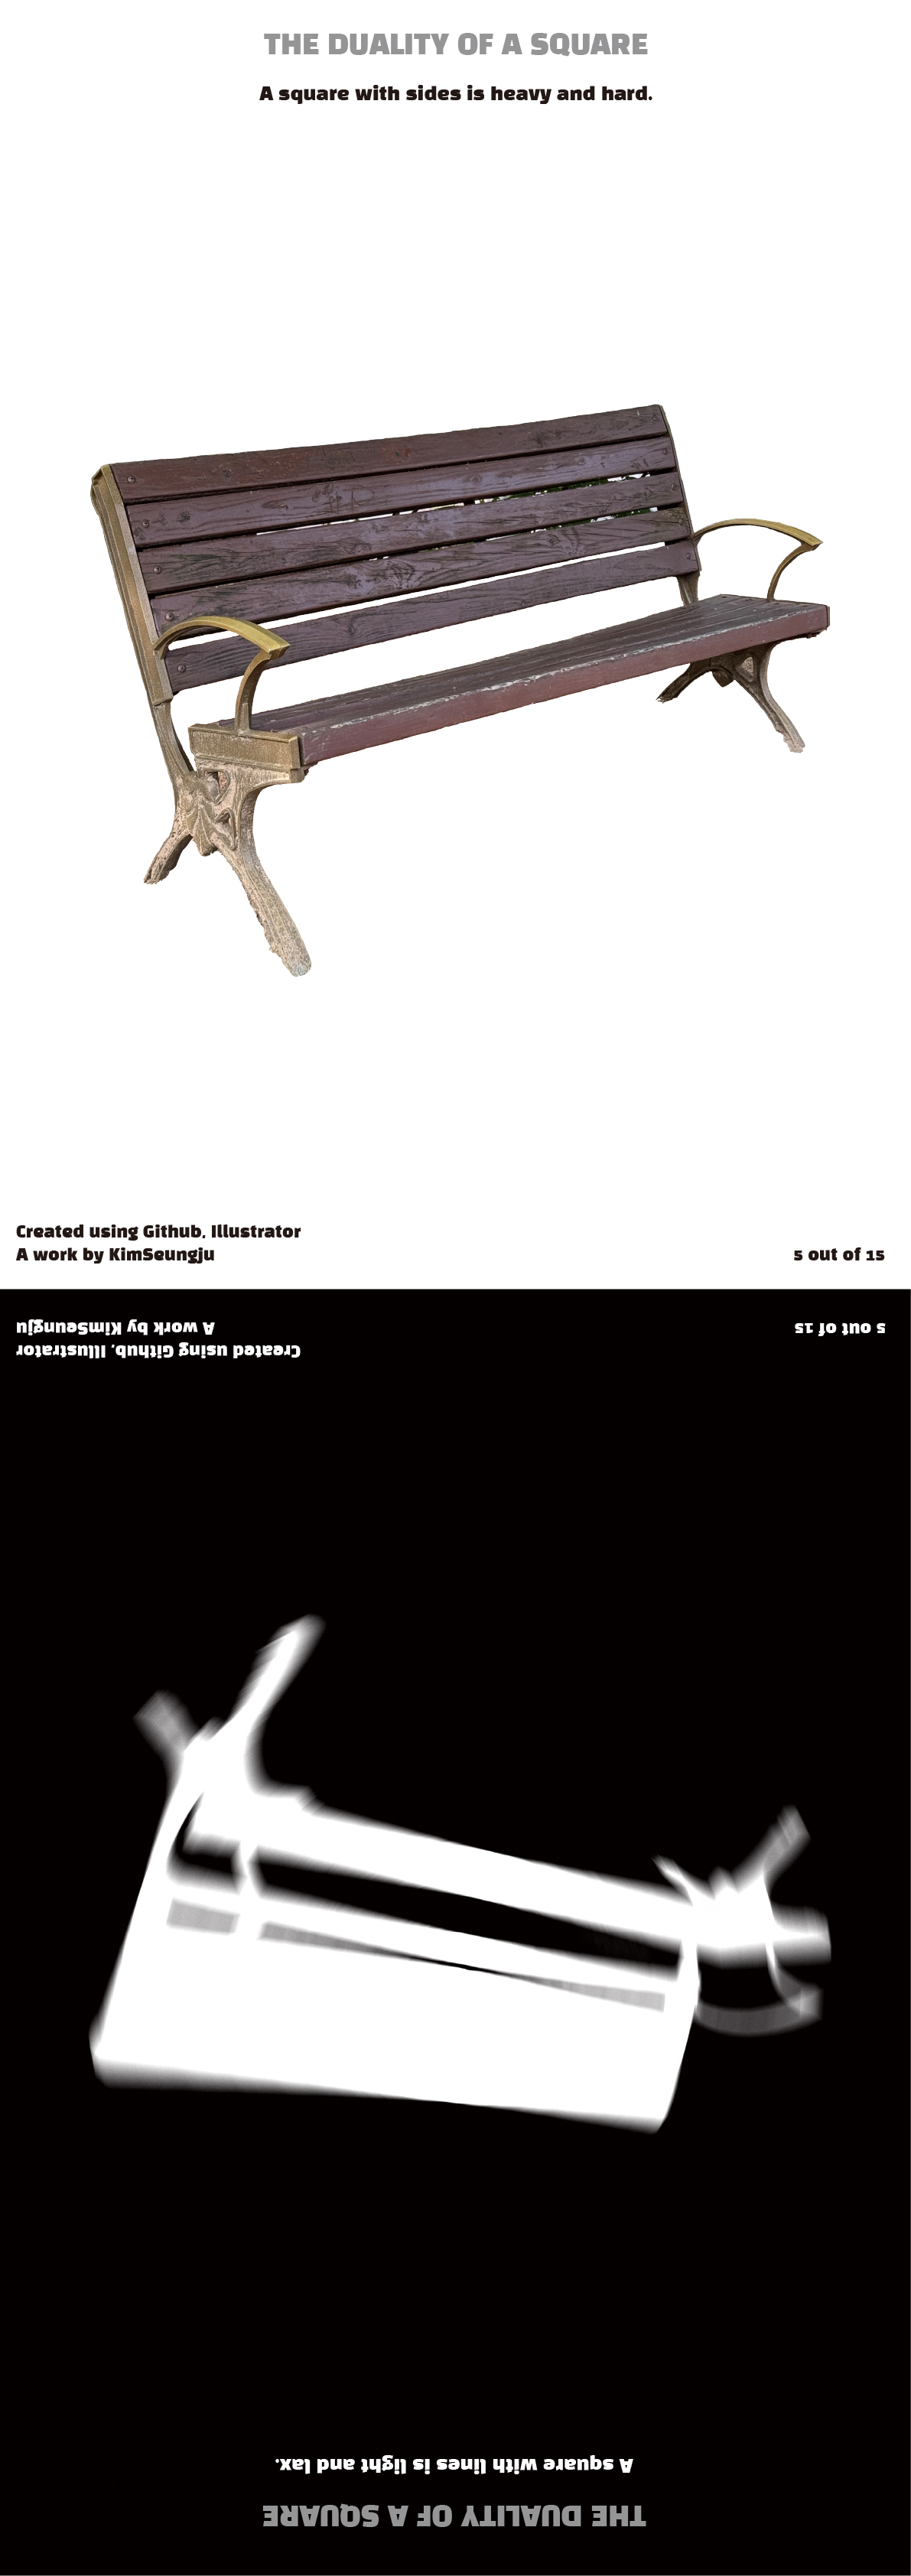 THE DUALITY OF A SQUARE
A square with sides is heavy and hard.
Created using Github, Illustrator
A work by KimSeungju
5 out of 15
A work by KimSeungju
5 out of 15
Created using Github, Illustrator
A square with lines is light and lax.
THE DUALITY OF A SQUARE